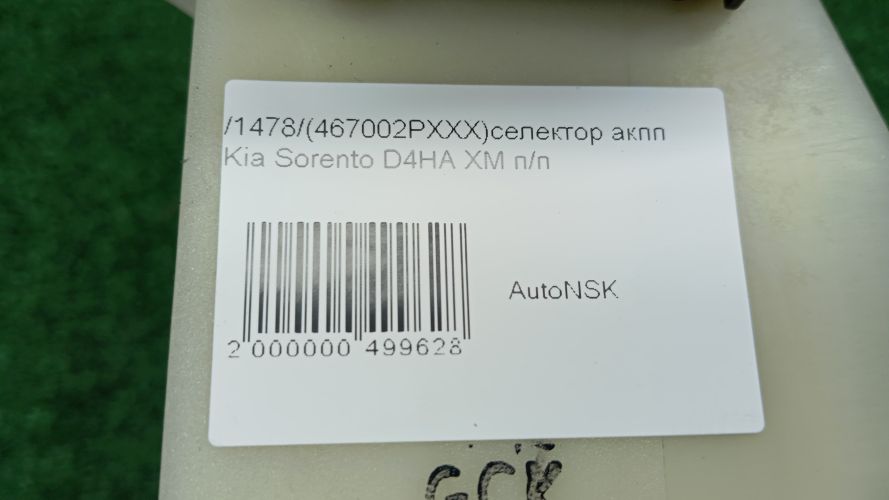 /1478/(467002PXXX)селектор акпп
Kia Sorento D4HA XM п/п
AutoNSK
2 000000 499628